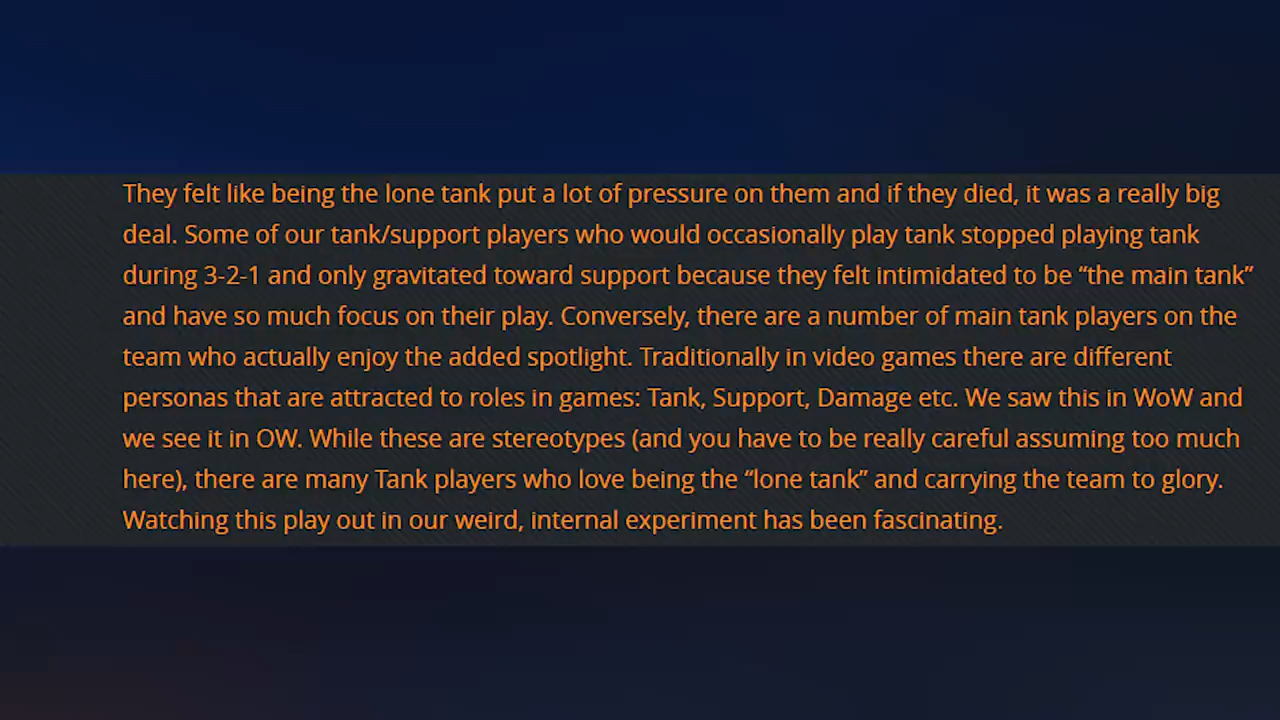 They felt like being the lone tank put a lot of pressure on them and if they died, it was a really big
deal. Some of our tank/support players who would occasionally play tank stopped playing tank
during 3-2-1 and only gravitated toward support because they felt intimidated to be “the main tank”
and have so much focus on their play. Conversely, there are a number of main tank players on the
team who actually enjoy the added spotlight. Traditionally in video games there are different
personas that are attracted to roles in games: Tank, Support, Damage etc. We saw this in WoW and
we see it in OW. While these are stereotypes (and you have to be really careful assuming too much
here), there are many Tank players who love being the “lone tank” and carrying the team to glory.
Watching this play out in our weird, internal experiment has been fascinating.